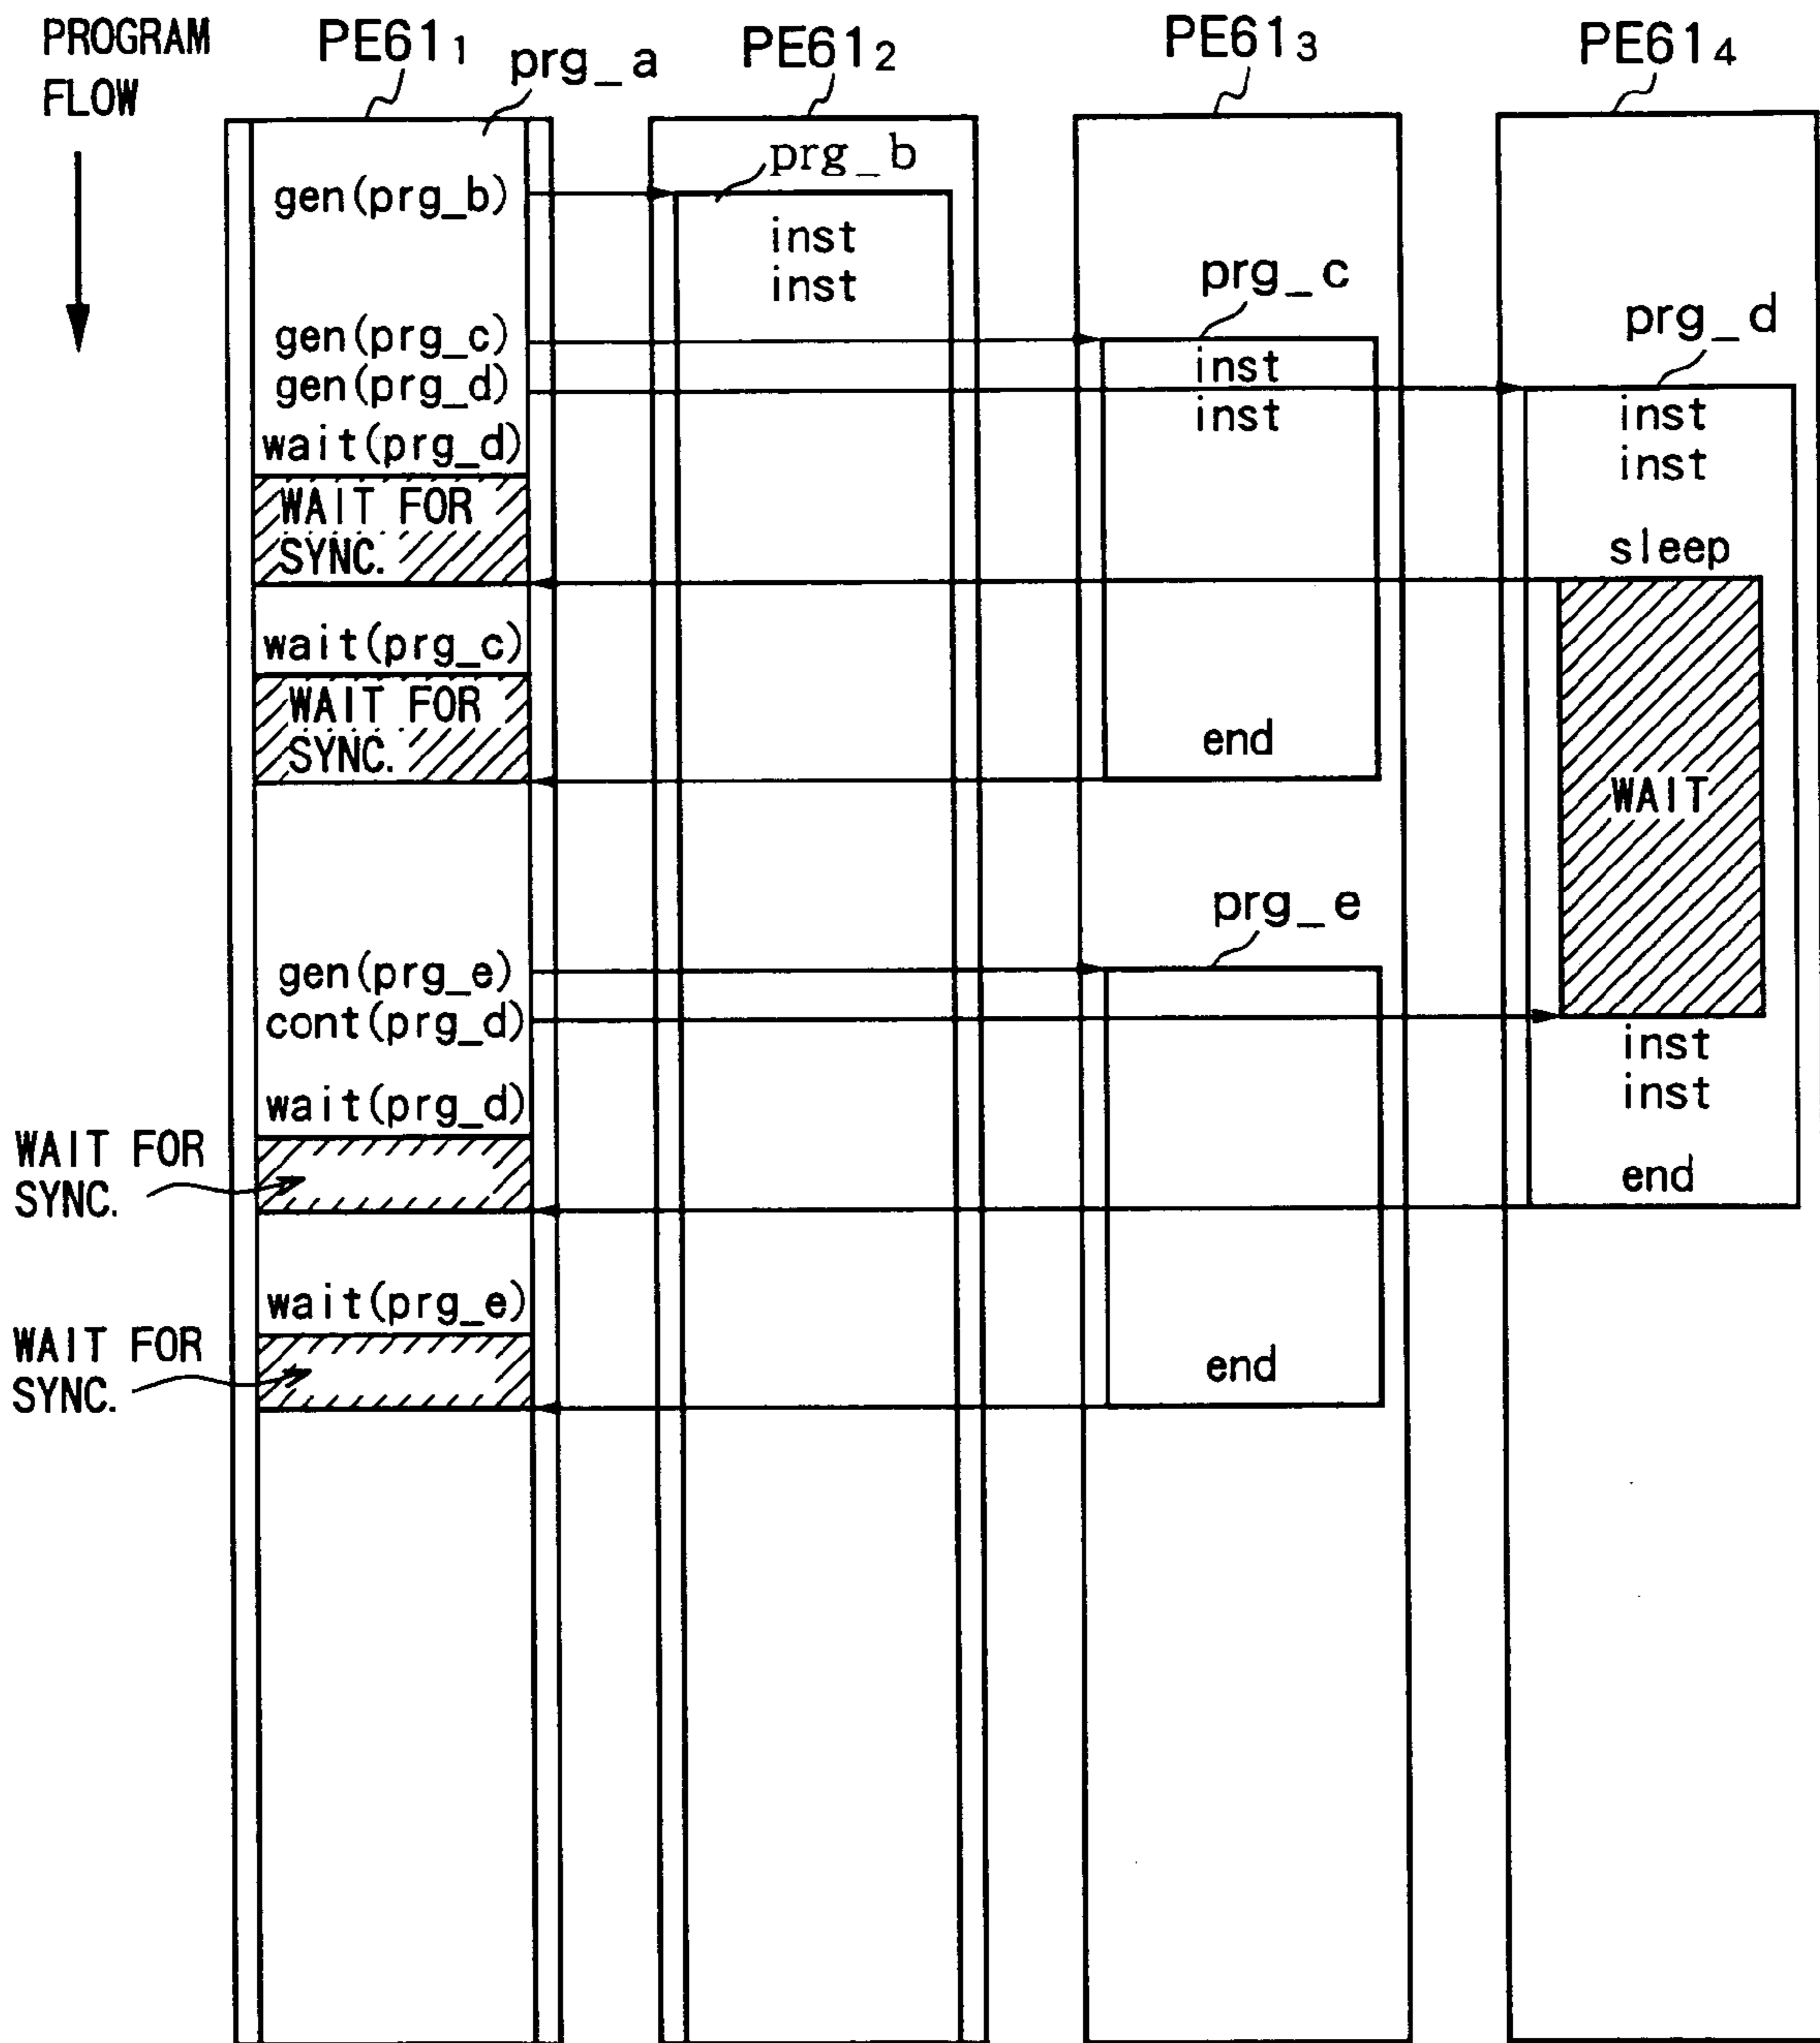 PROGRAM
FLOW
PE61₁
prg_a
PE61₂
PE61₃
PE61₄
prg_b
gen(prg_b)
inst
inst
prg_c
prg_d
gen(prg_c)
inst
gen(prg_d)
inst
inst
wait(prg_d)
inst
WAIT FOR
SYNC.
sleep
wait(prg_c)
WAIT FOR
SYNC.
end
WAIT
prg_e
gen(prg_e)
cont(prg_d)
inst
inst
wait(prg_d)
WAIT FOR
SYNC.
end
wait(prg_e)
WAIT FOR
SYNC.
end